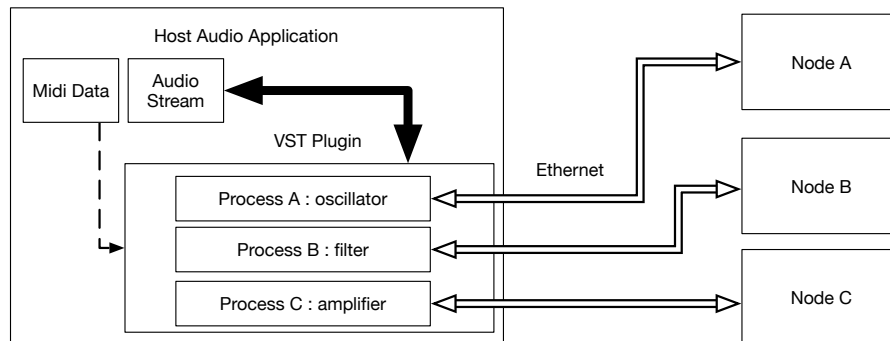 Host Audio Application
Midi Data
Audio
Stream
VST Plugin
Process A : oscillator
Process B : filter
Process C : amplifier
Ethernet
Node A
Node B
Node C